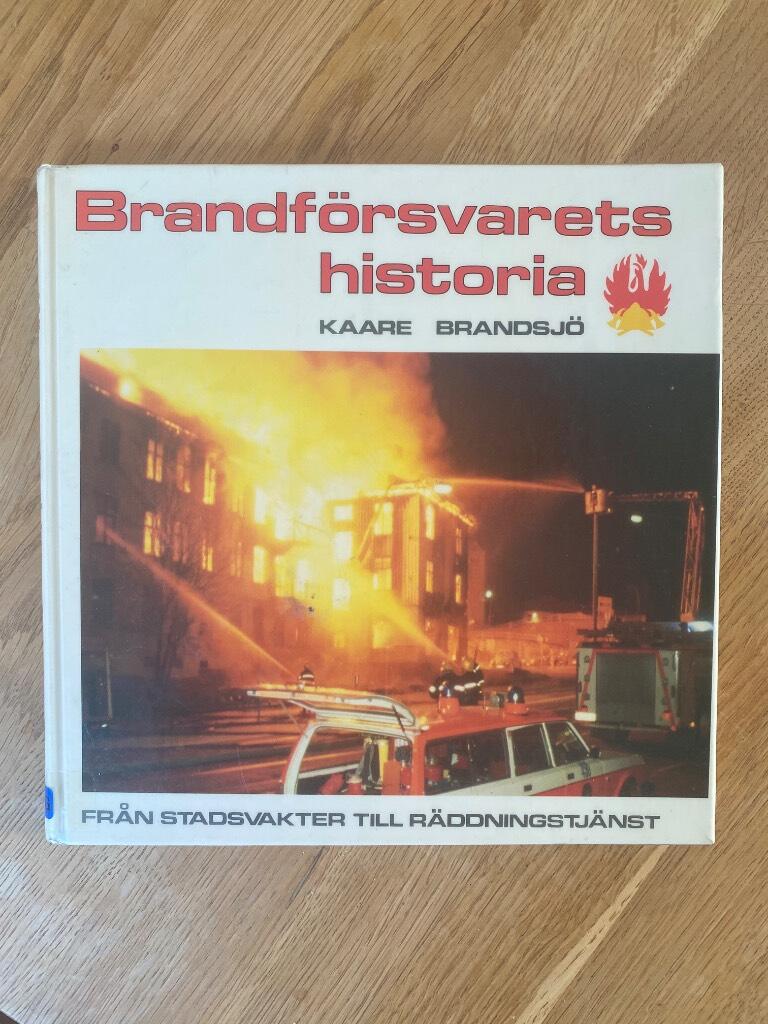 Brandförsvarets
historia
KAARE BRANDSJÖ
FRÅN STADSVAKTER TILL RÄDDNINGSTJÄNST